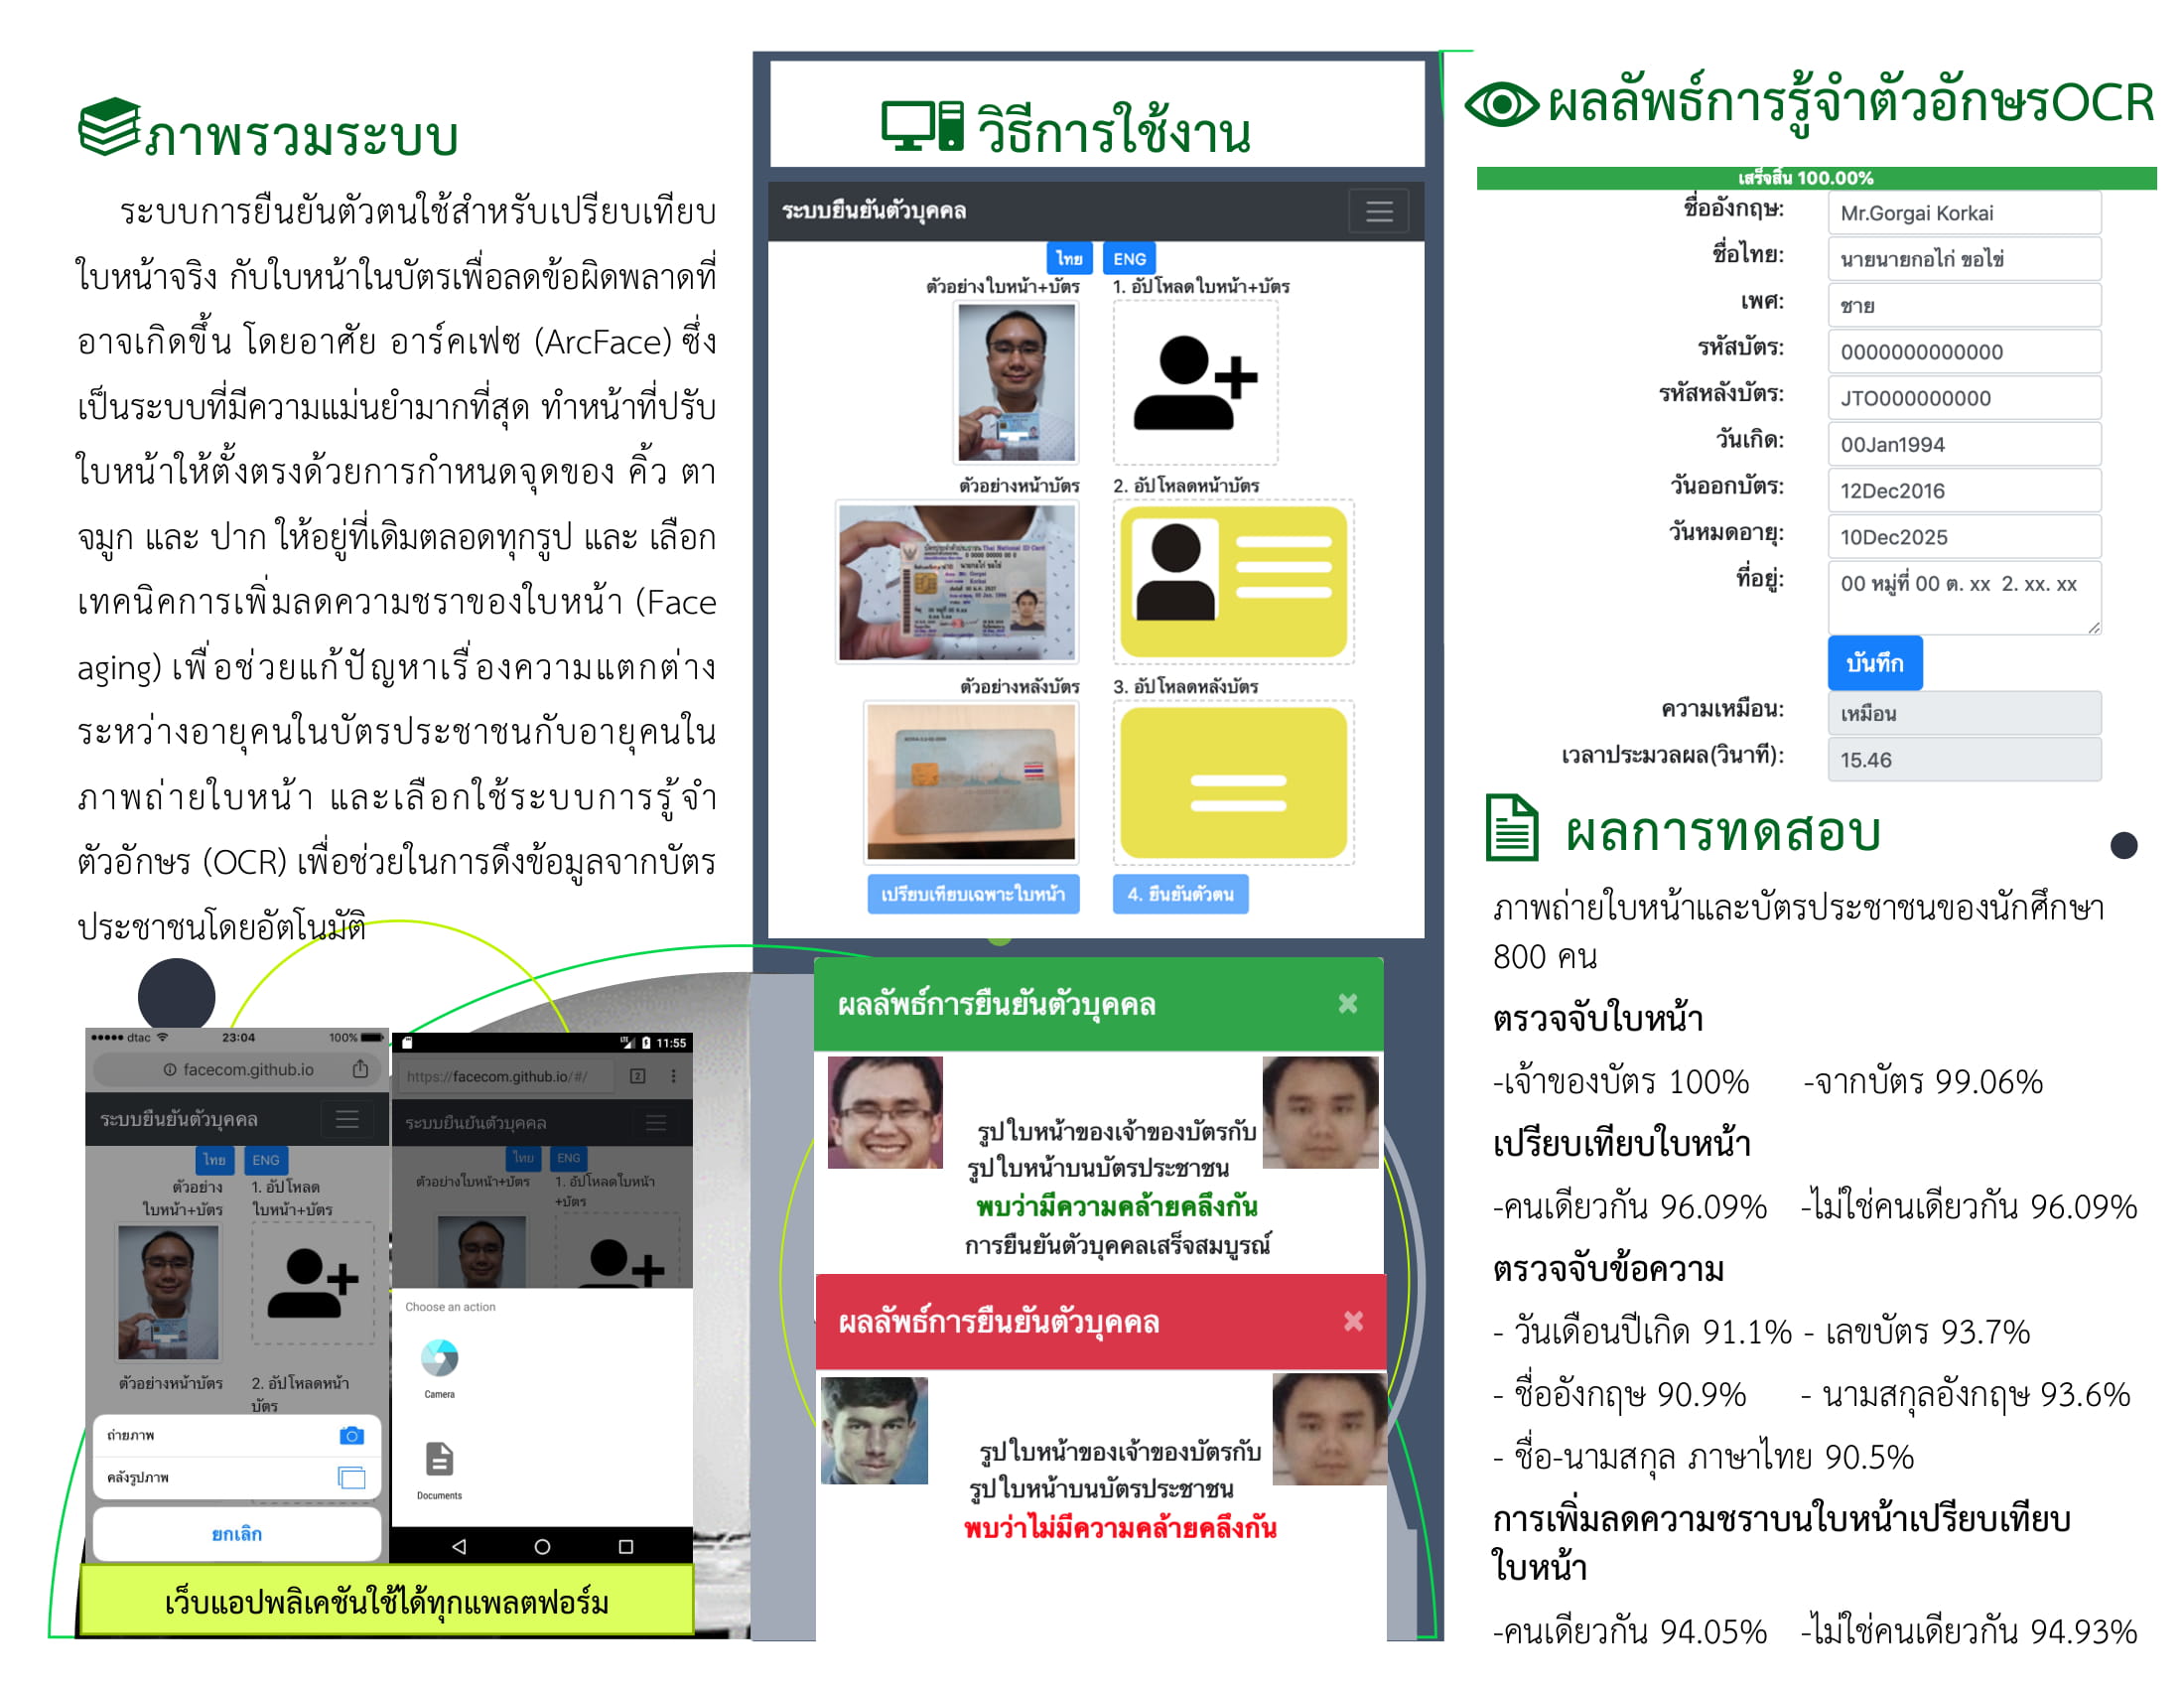 ภาพรวมระบบ
ระบบการยืนยันตัวตนใช้สำหรับเปรียบเทียบ
ใบหน้าจริง กับใบหน้าในบัตรเพื่อลดข้อผิดพลาดที่
อาจเกิดขึ้น โดยอาศัย อาร์คเฟซ (ArcFace) ซึ่ง
เป็นระบบที่มีความแม่นยำมากที่สุด ทำหน้าที่ปรับ
ใบหน้าให้ตั้งตรงด้วยการกำหนดจุดของ คิ้ว ตา
จมูก และ ปาก ให้อยู่ที่เดิมตลอดทุกรูป และ เลือก
เทคนิคการเพิ่มลดความชราของใบหน้า (Face
aging) เพื่อช่วยแก้ปัญหาเรื่องความแตกต่าง
ระหว่างอายุคนในบัตรประชาชนกับอายุคนใน
ภาพถ่ายใบหน้า และเลือกใช้ระบบการรู้จำ
ตัวอักษร (OCR) เพื่อช่วยในการดึงข้อมูลจากบัตร
ประชาชนโดยอัตโนมัติ
dtac 23:04 100%
facecom.github.io
ระบบยืนยันตัวบุคคล
ไทย ENG
ตัวอย่าง
ใบหน้า+บัตร
1. อัปโหลด
ใบหน้า+บัตร
ตัวอย่างหน้าบัตร
2. อัปโหลดหน้า
บัตร
ถ่ายภาพ
คลังรูปภาพ
ยกเลิก
LTE 11:55
https://facecom.github.io/#/ 2
ระบบยืนยันตัวบุคคล
ไทย ENG
ตัวอย่างใบหน้า+บัตร
1. อัปโหลดใบหน้า
+บัตร
Choose an action
Camera
Documents
เว็บแอปพลิเคชันใช้ได้ทุกแพลตฟอร์ม
วิธีการใช้งาน
ระบบยืนยันตัวบุคคล
ไทย ENG
ตัวอย่างใบหน้า+บัตร 1. อัปโหลดใบหน้า+บัตร
ตัวอย่างหน้าบัตร 2. อัปโหลดหน้าบัตร
บัตรประจำตัวประชาชน Thai National ID Card
0 0000 00000 00 0
นายกอไก่ ขอไข่
Mr. Gorgai
Korkai
ตัวอย่างหลังบัตร 3. อัปโหลดหลังบัตร
เปรียบเทียบเฉพาะใบหน้า 4. ยืนยันตัวตน
ผลลัพธ์การยืนยันตัวบุคคล ×
รูปใบหน้าของเจ้าของบัตรกับ
รูปใบหน้าบนบัตรประชาชน
พบว่ามีความคล้ายคลึงกัน
การยืนยันตัวบุคคลเสร็จสมบูรณ์
ผลลัพธ์การยืนยันตัวบุคคล ×
รูปใบหน้าของเจ้าของบัตรกับ
รูปใบหน้าบนบัตรประชาชน
พบว่าไม่มีความคล้ายคลึงกัน
ผลลัพธ์การรู้จำตัวอักษรOCR
เสร็จสิ้น 100.00%
ชื่ออังกฤษ: Mr.Gorgai Korkai
ชื่อไทย: นายนายกอไก่ ขอไข่
เพศ: ชาย
รหัสบัตร: 0000000000000
รหัสหลังบัตร: JTO000000000
วันเกิด: 00Jan1994
วันออกบัตร: 12Dec2016
วันหมดอายุ: 10Dec2025
ที่อยู่: 00 หมู่ที่ 00 ต. xx 2. xx. xx
บันทึก
ความเหมือน: เหมือน
เวลาประมวลผล(วินาที): 15.46
ผลการทดสอบ
ภาพถ่ายใบหน้าและบัตรประชาชนของนักศึกษา
800 คน
ตรวจจับใบหน้า
-เจ้าของบัตร 100% -จากบัตร 99.06%
เปรียบเทียบใบหน้า
-คนเดียวกัน 96.09% -ไม่ใช่คนเดียวกัน 96.09%
ตรวจจับข้อความ
- วันเดือนปีเกิด 91.1% - เลขบัตร 93.7%
- ชื่ออังกฤษ 90.9% - นามสกุลอังกฤษ 93.6%
- ชื่อ-นามสกุล ภาษาไทย 90.5%
การเพิ่มลดความชราบนใบหน้าเปรียบเทียบ
ใบหน้า
-คนเดียวกัน 94.05% -ไม่ใช่คนเดียวกัน 94.93%